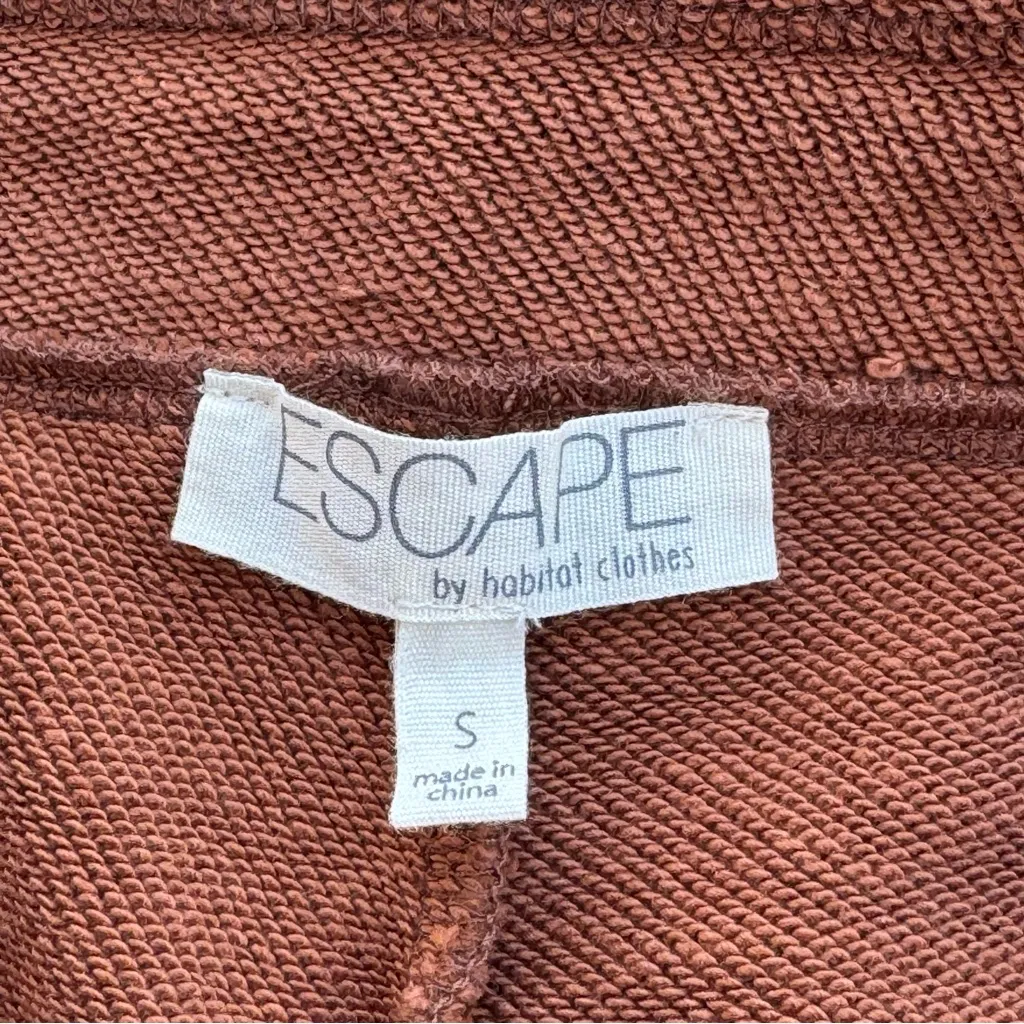 ESCAPE
by habitat clothes
S
made in
china